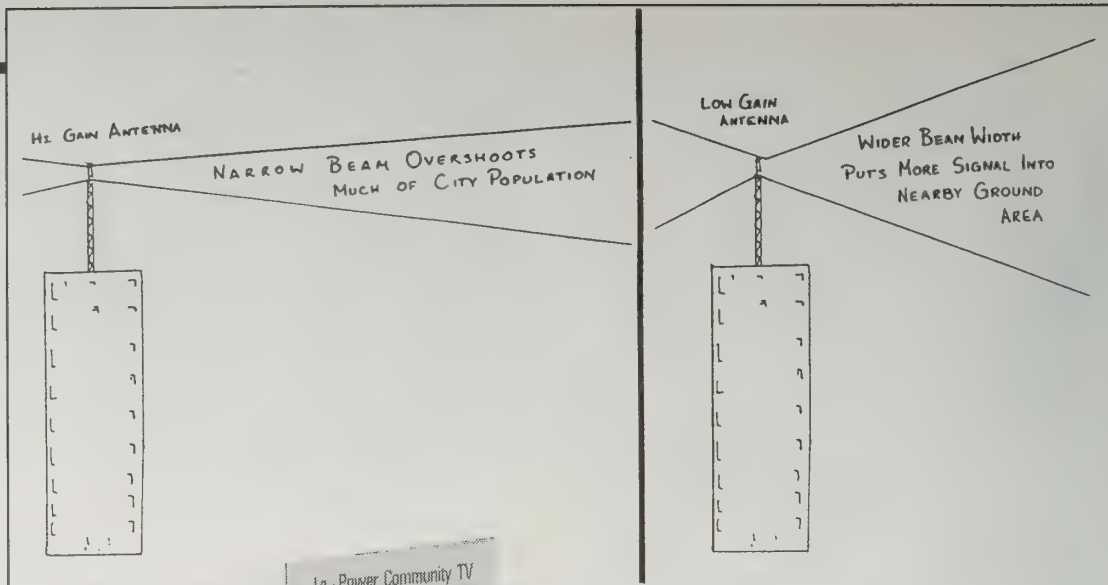 HI GAIN ANTENNA
NARROW BEAM OVERSHOOTS
MUCH OF CITY POPULATION
LOW GAIN
ANTENNA
WIDER BEAM WIDTH
PUTS MORE SIGNAL INTO
NEARBY GROUND
AREA
Power Community TV